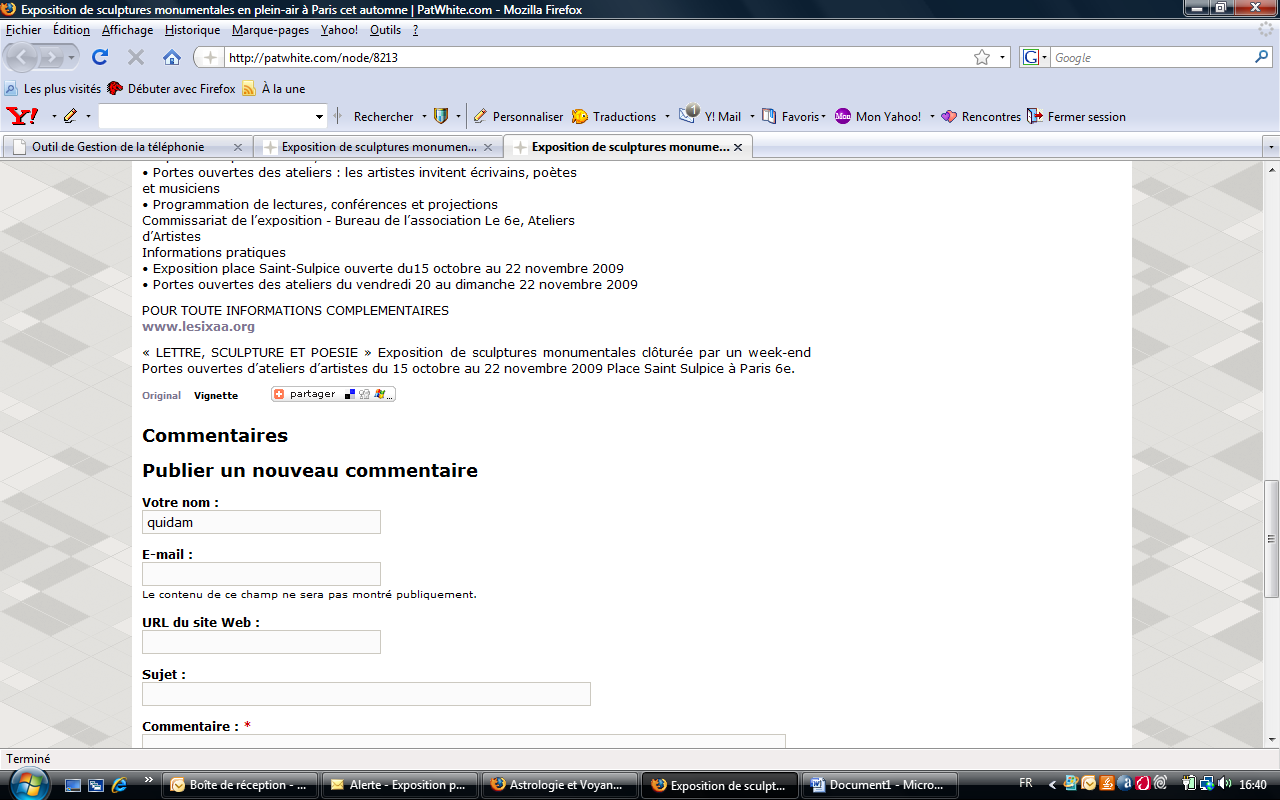 Exposition de sculptures monumentales en plein-air à Paris cet automne | PatWhite.com - Mozilla Firefox
Fichier Édition Affichage Historique Marque-pages Yahoo! Outils ?
http://patwhite.com/node/8213 G Google
Les plus visités Débuter avec Firefox À la une
Y! Rechercher Personnaliser Traductions 1 Y! Mail Favoris Mon Mon Yahoo! Rencontres Fermer session
Outil de Gestion de la téléphonie Exposition de sculptures monumen... Exposition de sculptures monume...
• Portes ouvertes des ateliers : les artistes invitent écrivains, poètes
et musiciens
• Programmation de lectures, conférences et projections
Commissariat de l’exposition - Bureau de l’association Le 6e, Ateliers
d’Artistes
Informations pratiques
• Exposition place Saint-Sulpice ouverte du15 octobre au 22 novembre 2009
• Portes ouvertes des ateliers du vendredi 20 au dimanche 22 novembre 2009
POUR TOUTE INFORMATIONS COMPLEMENTAIRES
www.lesixaa.org
« LETTRE, SCULPTURE ET POESIE » Exposition de sculptures monumentales clôturée par un week-end
Portes ouvertes d’ateliers d’artistes du 15 octobre au 22 novembre 2009 Place Saint Sulpice à Paris 6e.
Original Vignette partager ...
Commentaires
Publier un nouveau commentaire
Votre nom :
quidam
E-mail :
Le contenu de ce champ ne sera pas montré publiquement.
URL du site Web :
Sujet :
Commentaire : *
Terminé
Boîte de réception - ... Alerte - Exposition p... Astrologie et Voyan... Exposition de sculpt... Document1 - Micro... FR 16:40